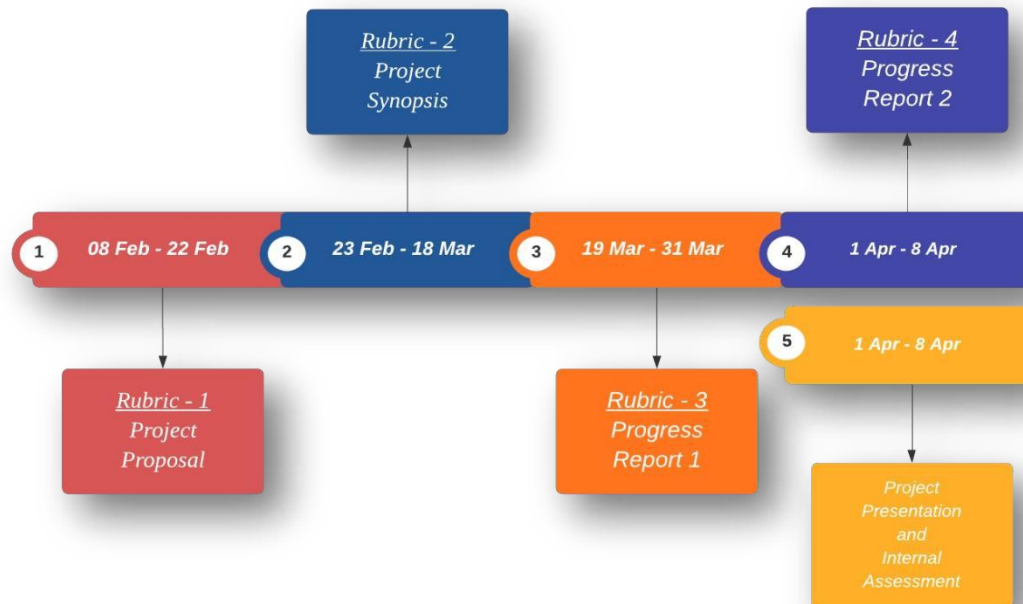 Rubric - 2
Project
Synopsis
Rubric - 4
Progress
Report 2
1
08 Feb - 22 Feb
2
23 Feb - 18 Mar
3
19 Mar - 31 Mar
4
1 Apr - 8 Apr
5
1 Apr - 8 Apr
Rubric - 1
Project
Proposal
Rubric - 3
Progress
Report 1
Project
Presentation
and
Internal
Assessment